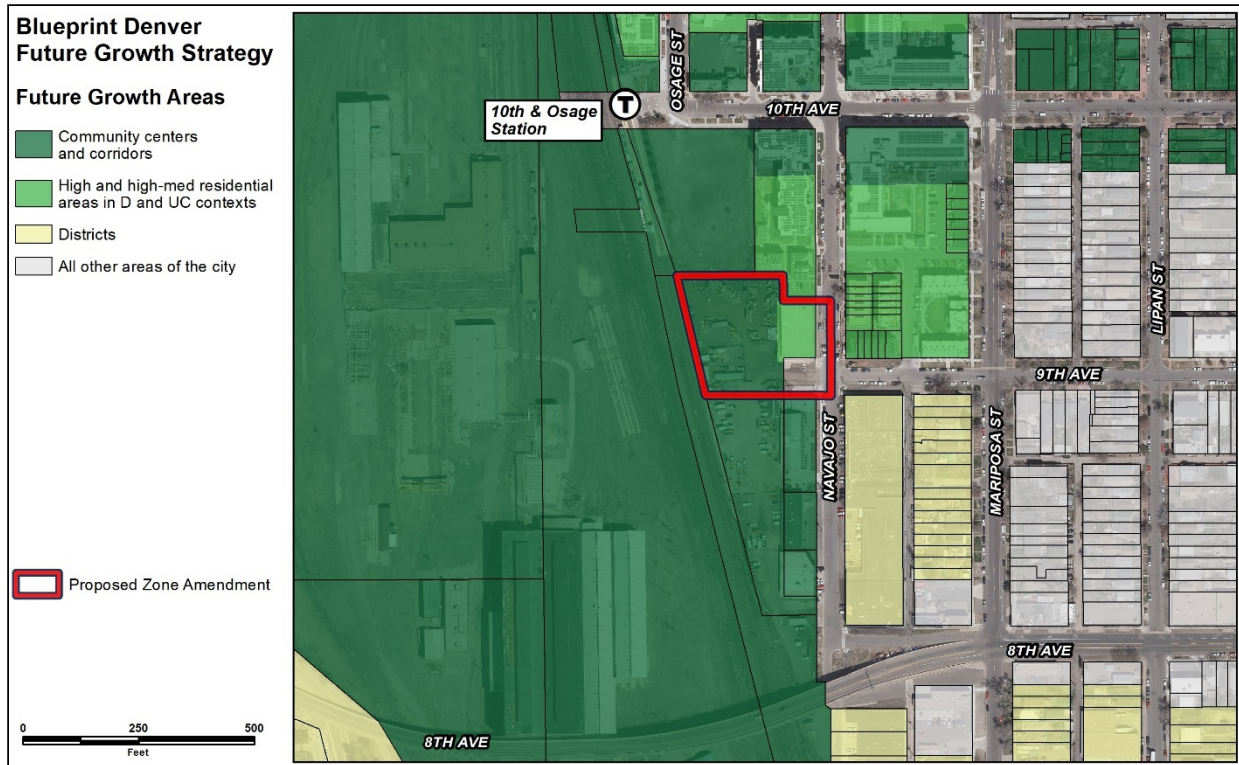 Blueprint Denver
Future Growth Strategy
Future Growth Areas
Community centers
and corridors
High and high-med residential
areas in D and UC contexts
Districts
All other areas of the city
Proposed Zone Amendment
0 250 500
Feet
OSAGE ST
T
10th & Osage
Station
10TH AVE
LIPAN ST
9TH AVE
NAVAJO ST
MARIPOSA ST
8TH AVE
8TH AVE